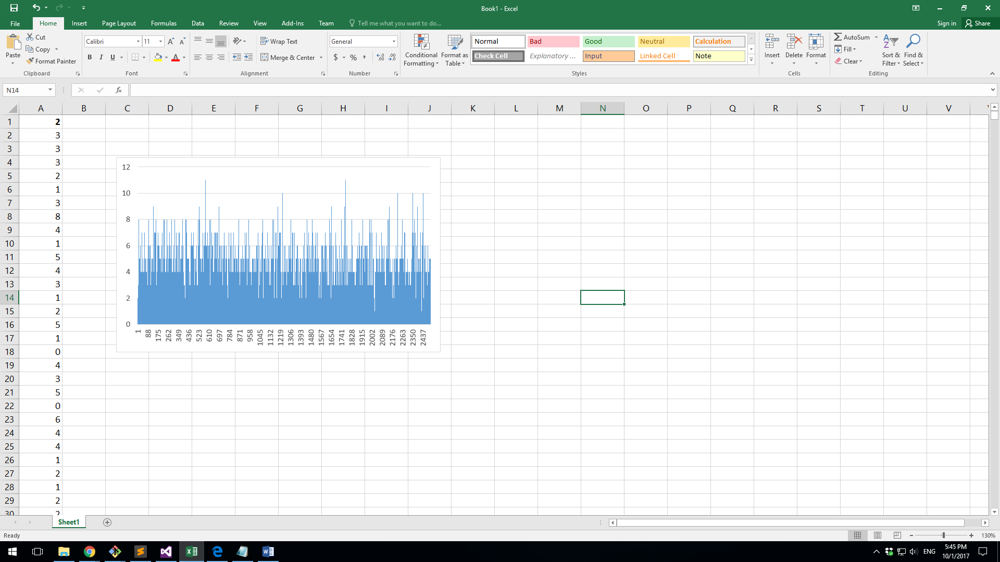 Book1 - Excel
File Home Insert Page Layout Formulas Data Review View Add-Ins Team Tell me what you want to do... Sign in Share
Paste
Cut
Copy
Format Painter
Clipboard
Calibri 11
B I U
Font
Wrap Text
Merge & Center
Alignment
General
$ % ,
Number
Conditional Formatting
Format as Table
Normal Bad Good Neutral Calculation
Check Cell Explanatory ... Input Linked Cell Note
Styles
Insert Delete Format
Cells
AutoSum
Fill
Clear
Sort & Filter
Find & Select
Editing
N14 fx
A B C D E F G H I J K L M N O P Q R S T U V
1 2
2 3
3 3
4 3
5 2
6 1
7 3
8 8
9 4
10 1
11 5
12 4
13 3
14 1
15 2
16 5
17 1
18 0
19 4
20 3
21 5
22 0
23 6
24 4
25 4
26 1
27 2
28 1
29 2
30 2
12
10
8
6
4
2
0
1 88 175 262 349 436 523 610 697 784 871 958 1045 1132 1219 1306 1393 1480 1567 1654 1741 1828 1915 2002 2089 2176 2263 2350 2437
Sheet1
Ready 130%
ENG
5:45 PM
10/1/2017